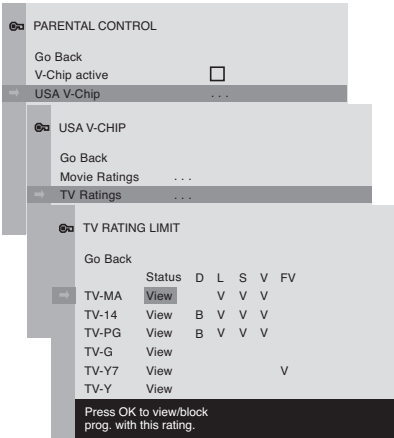 PARENTAL CONTROL
Go Back
V-Chip active
USA V-Chip . . .
USA V-CHIP
Go Back
Movie Ratings . . .
TV Ratings . . .
TV RATING LIMIT
Go Back
Status D L S V FV
TV-MA View V V V
TV-14 View B V V V
TV-PG View B V V V
TV-G View
TV-Y7 View V
TV-Y View
Press OK to view/block
prog. with this rating.